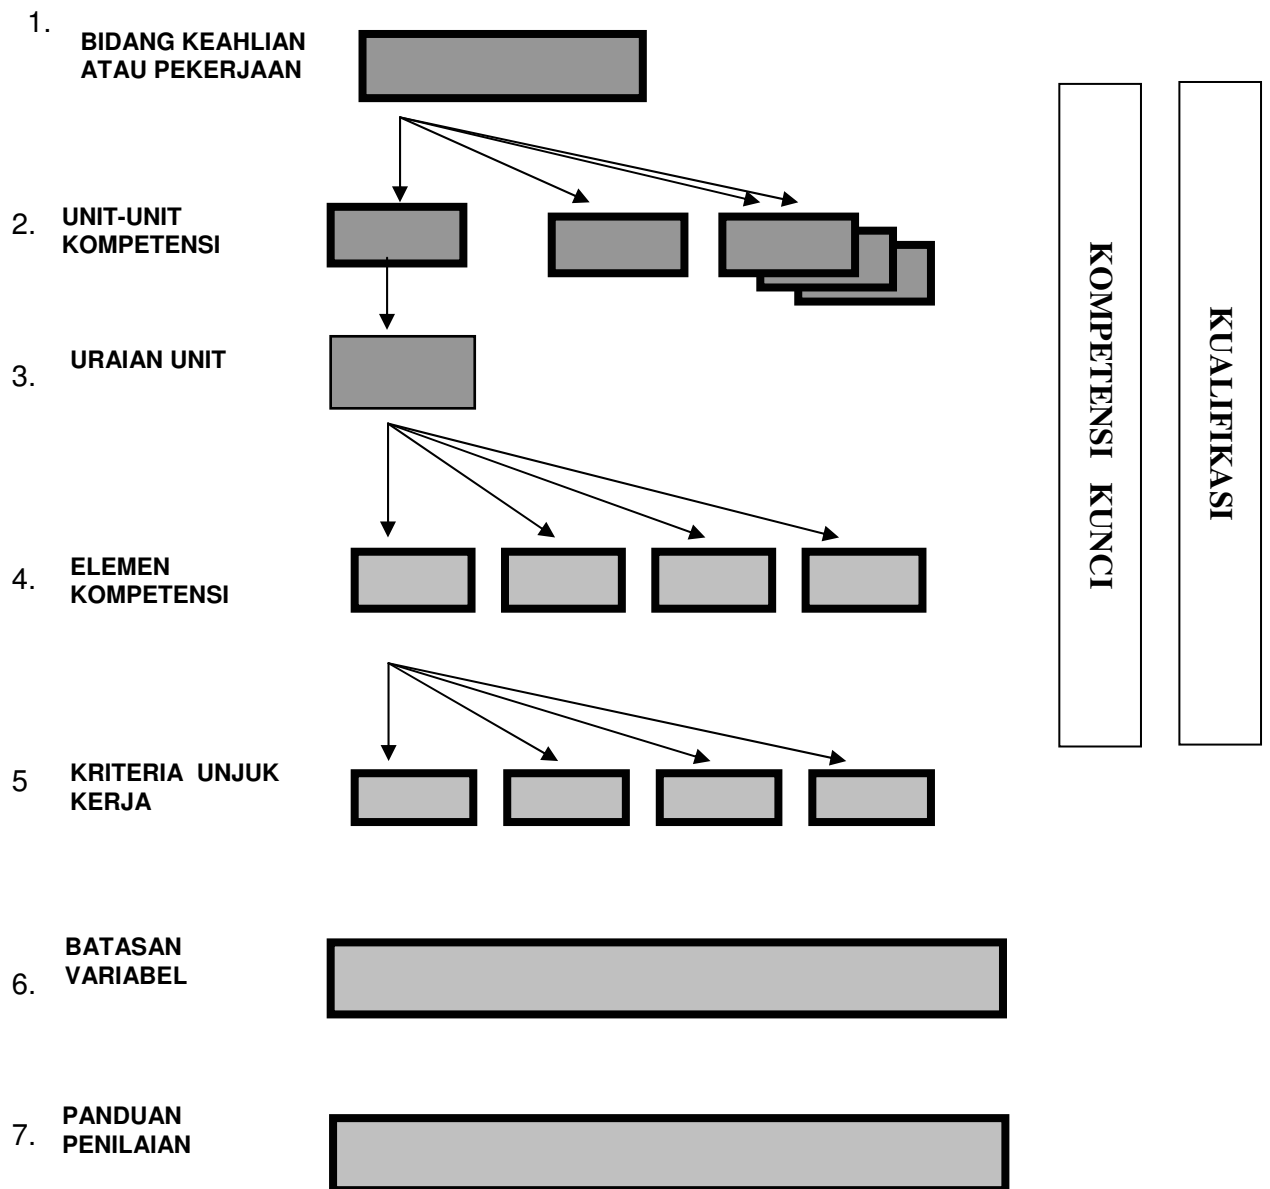 1.
BIDANG KEAHLIAN
ATAU PEKERJAAN
2.
UNIT-UNIT
KOMPETENSI
3.
URAIAN UNIT
4.
ELEMEN
KOMPETENSI
5
KRITERIA UNJUK
KERJA
6.
BATASAN
VARIABEL
7.
PANDUAN
PENILAIAN
KOMPETENSI KUNCI
KUALIFIKASI